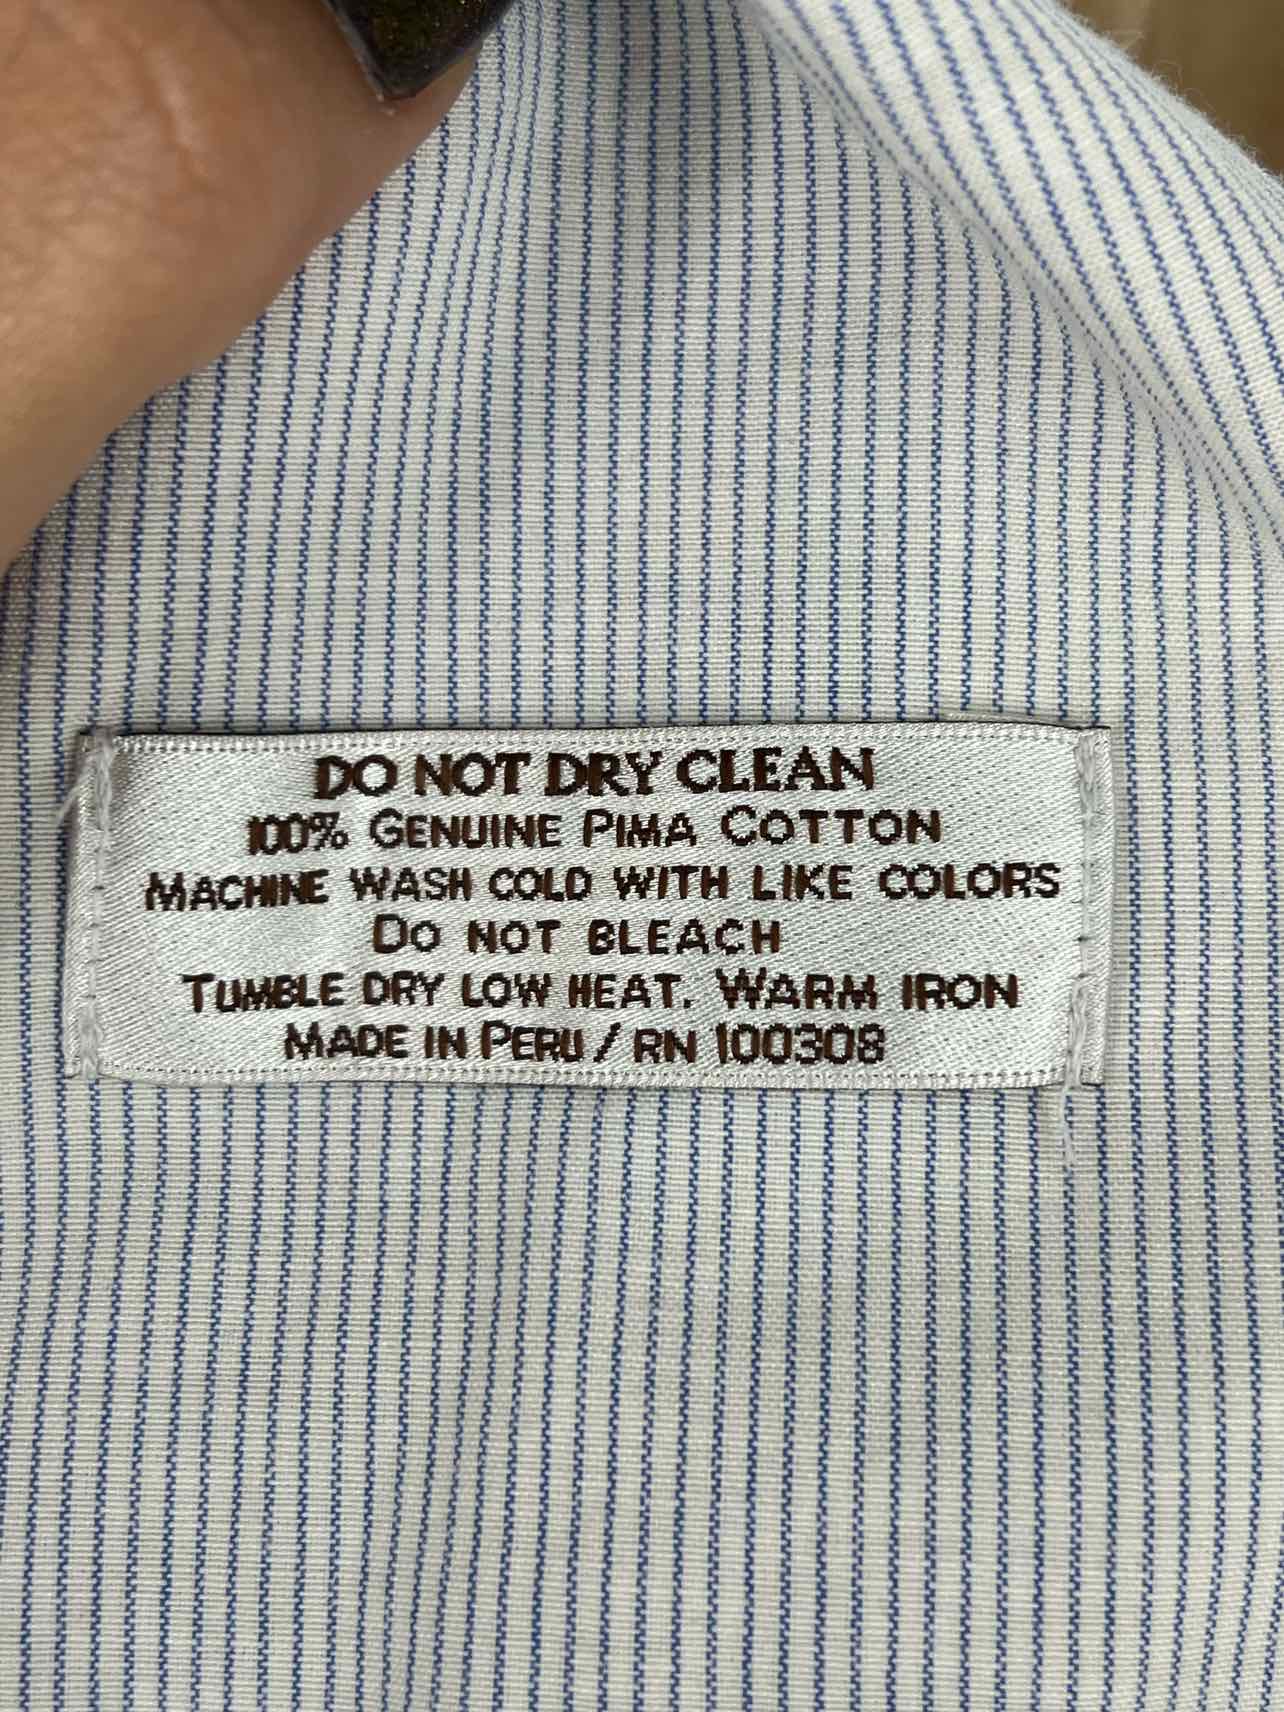 DO NOT DRY CLEAN
100% GENUINE PIMA COTTON
MACHINE WASH COLD WITH LIKE COLORS
DO NOT BLEACH
TUMBLE DRY LOW HEAT. WARM IRON
MADE IN PERU / RN 100308